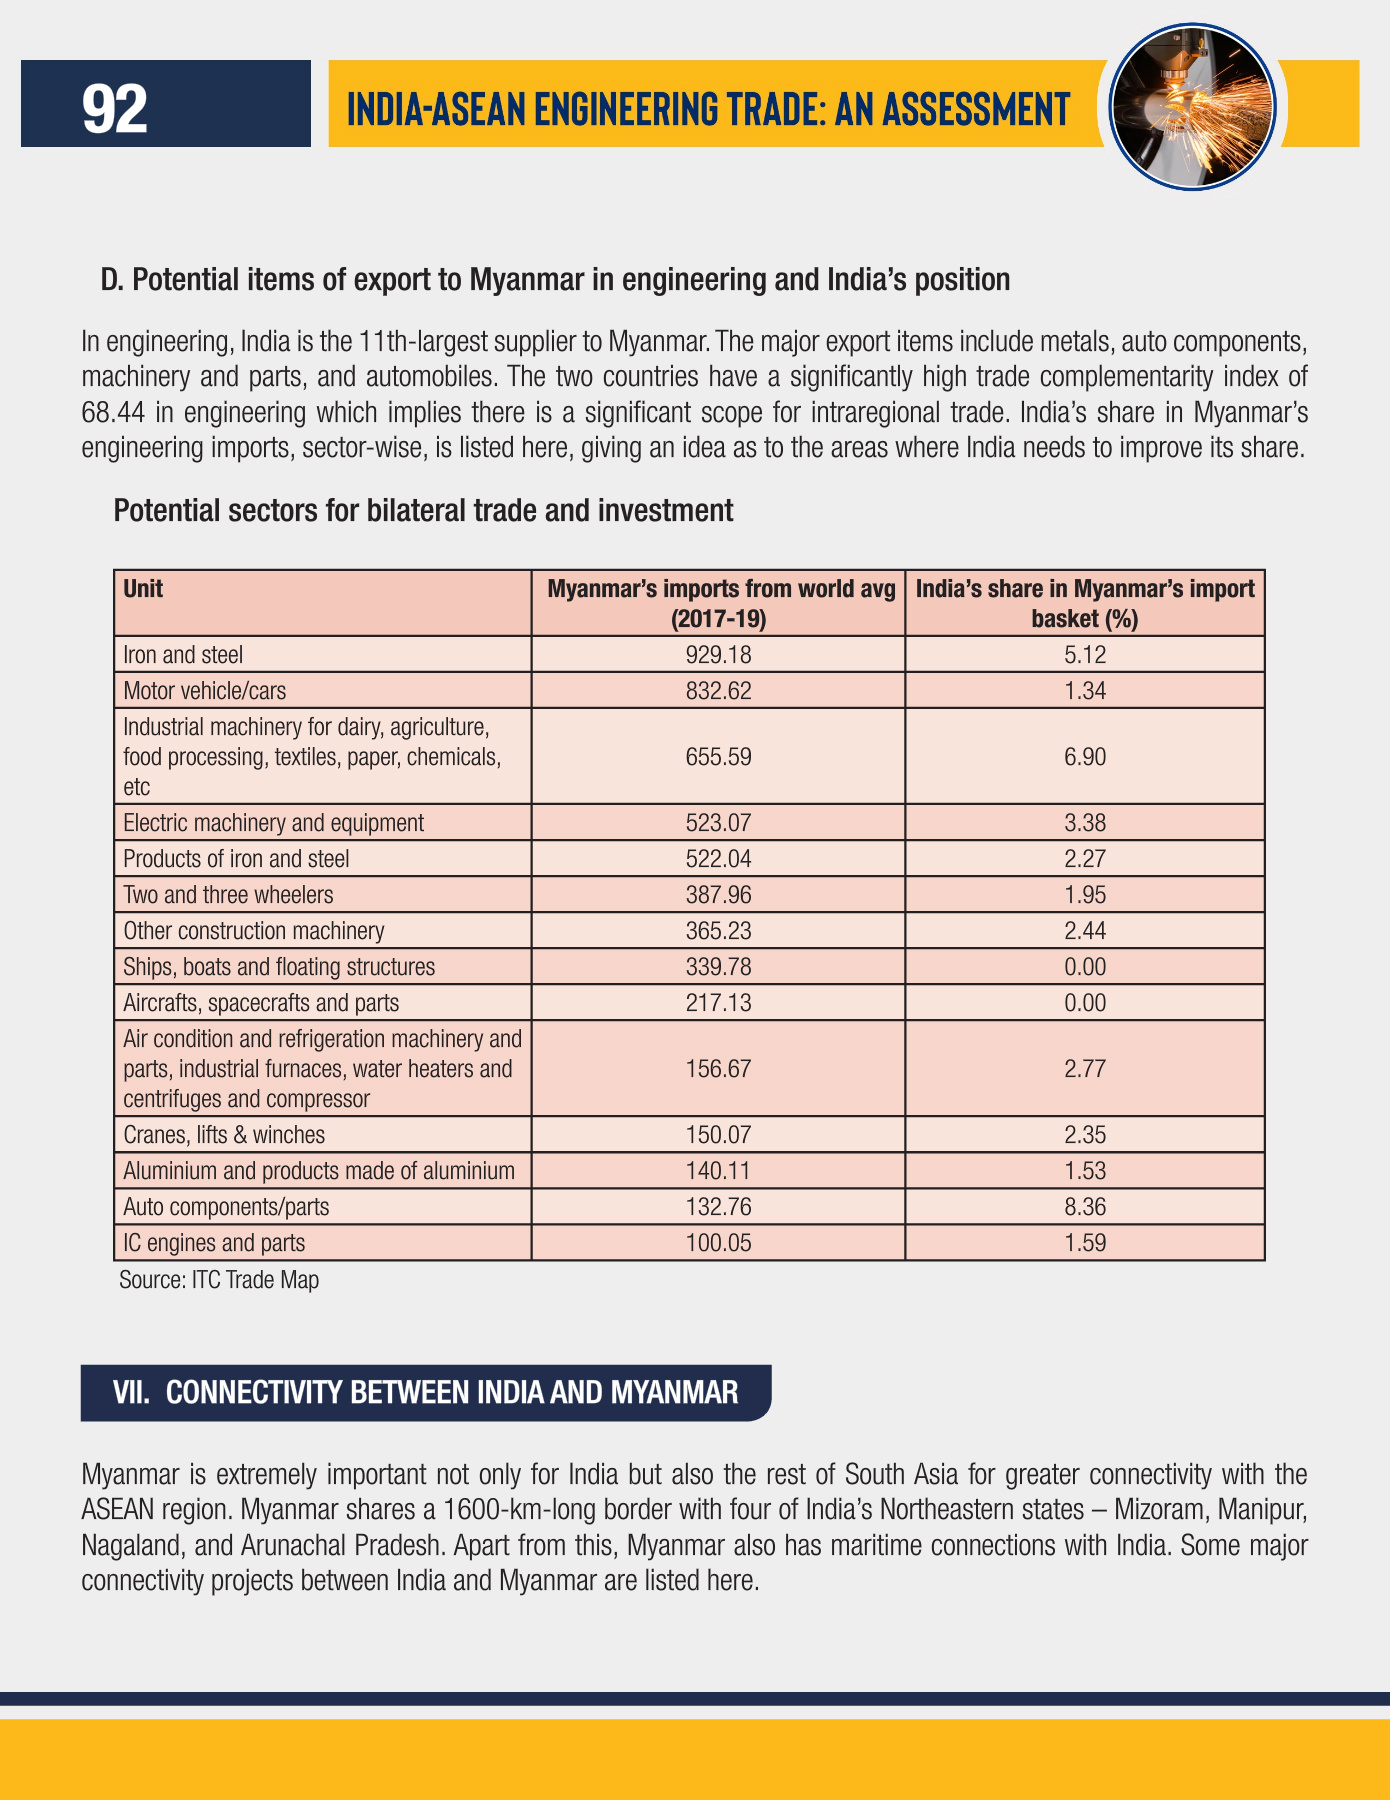 92
INDIA-ASEAN ENGINEERING TRADE: AN ASSESSMENT
D. Potential items of export to Myanmar in engineering and India’s position
In engineering, India is the 11th-largest supplier to Myanmar. The major export items include metals, auto components,
machinery and parts, and automobiles. The two countries have a significantly high trade complementarity index of
68.44 in engineering which implies there is a significant scope for intraregional trade. India’s share in Myanmar’s
engineering imports, sector-wise, is listed here, giving an idea as to the areas where India needs to improve its share.
Potential sectors for bilateral trade and investment
Unit Myanmar’s imports from world avg India’s share in Myanmar’s import
(2017-19) basket (%)
Iron and steel 929.18 5.12
Motor vehicle/cars 832.62 1.34
Industrial machinery for dairy, agriculture,
food processing, textiles, paper, chemicals, 655.59 6.90
etc
Electric machinery and equipment 523.07 3.38
Products of iron and steel 522.04 2.27
Two and three wheelers 387.96 1.95
Other construction machinery 365.23 2.44
Ships, boats and floating structures 339.78 0.00
Aircrafts, spacecrafts and parts 217.13 0.00
Air condition and refrigeration machinery and
parts, industrial furnaces, water heaters and 156.67 2.77
centrifuges and compressor
Cranes, lifts & winches 150.07 2.35
Aluminium and products made of aluminium 140.11 1.53
Auto components/parts 132.76 8.36
IC engines and parts 100.05 1.59
Source: ITC Trade Map
VII. CONNECTIVITY BETWEEN INDIA AND MYANMAR
Myanmar is extremely important not only for India but also the rest of South Asia for greater connectivity with the
ASEAN region. Myanmar shares a 1600-km-long border with four of India’s Northeastern states – Mizoram, Manipur,
Nagaland, and Arunachal Pradesh. Apart from this, Myanmar also has maritime connections with India. Some major
connectivity projects between India and Myanmar are listed here.